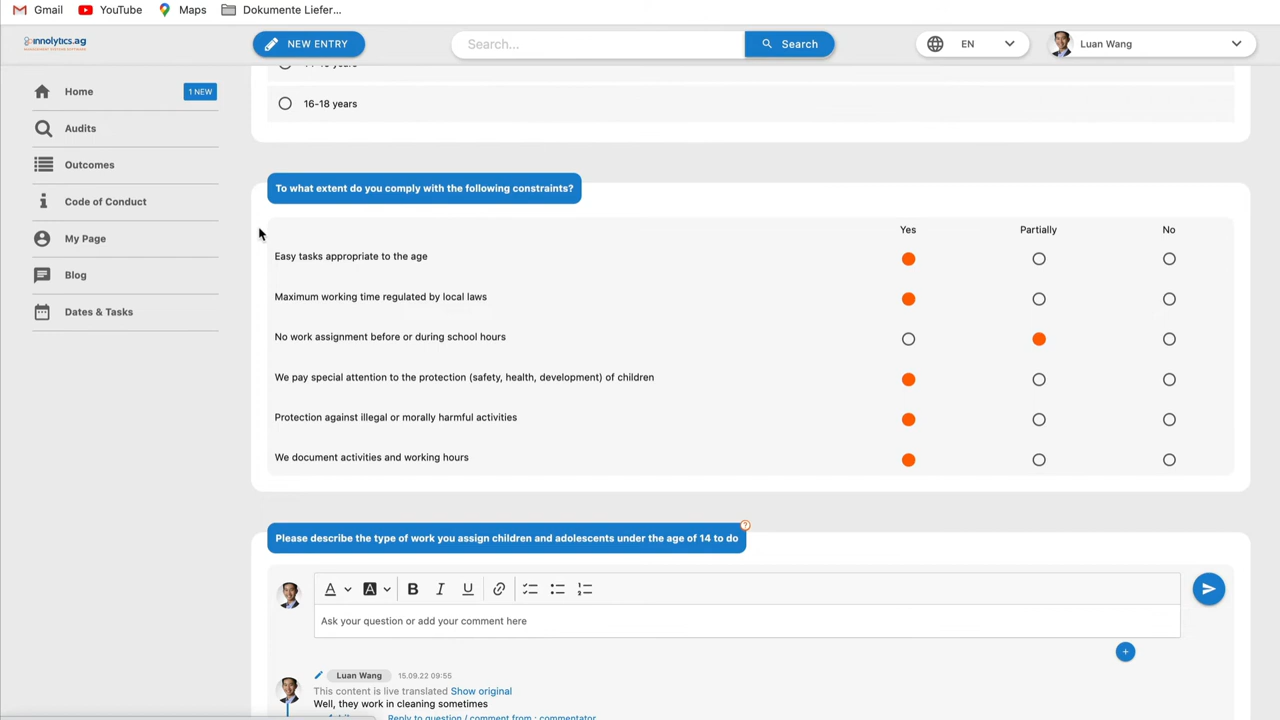 Gmail YouTube Maps Dokumente Liefer...
innolytics.ag NEW ENTRY Search... Search EN Luan Wang
Home 1 NEW
Audits
Outcomes
Code of Conduct
My Page
Blog
Dates & Tasks
16-18 years
To what extent do you comply with the following constraints?
Yes Partially No
Easy tasks appropriate to the age
Maximum working time regulated by local laws
No work assignment before or during school hours
We pay special attention to the protection (safety, health, development) of children
Protection against illegal or morally harmful activities
We document activities and working hours
Please describe the type of work you assign children and adolescents under the age of 14 to do ?
A A B I U
Ask your question or add your comment here
+
Luan Wang 15.09.22 09:55
This content is live translated Show original
Well, they work in cleaning sometimes
Reply to question / comment from : commentator